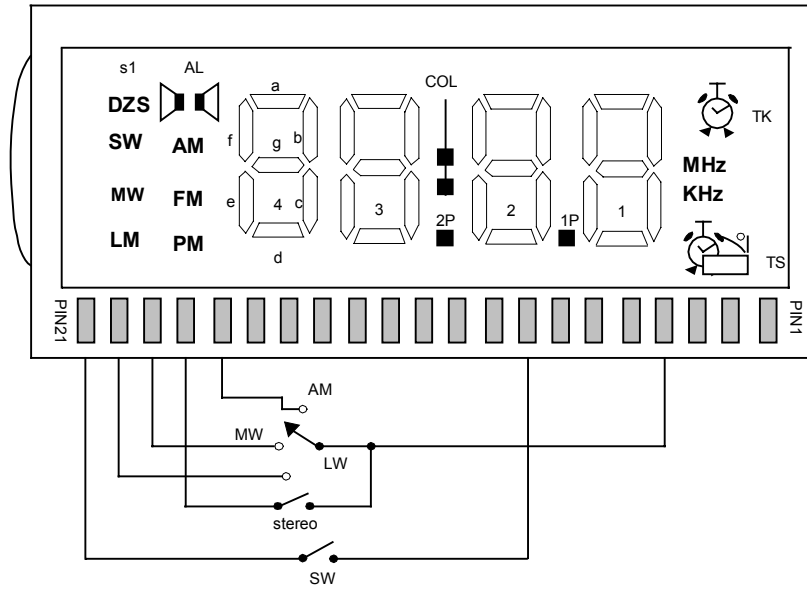 s1 AL COL
DZS a TK
SW AM f g b MHz
MW FM e 4 c 3 2 1 KHz
LM PM 2P 1P
d TS
PIN21 PIN1
AM
MW
LW
stereo
SW